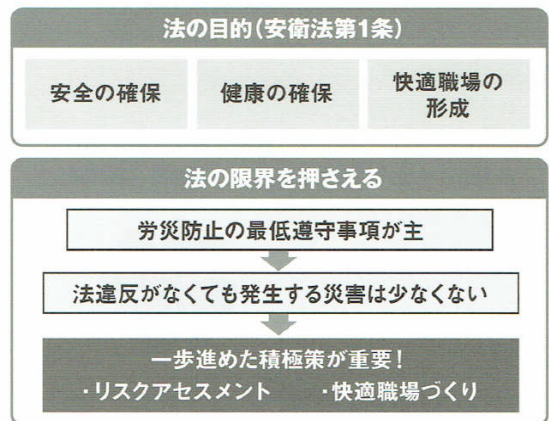 法の目的（安衛法第1条）
安全の確保
健康の確保
快適職場の
形成
法の限界を押さえる
労災防止の最低遵守事項が主
法違反がなくても発生する災害は少なくない
一歩進めた積極策が重要！
・リスクアセスメント ・快適職場づくり